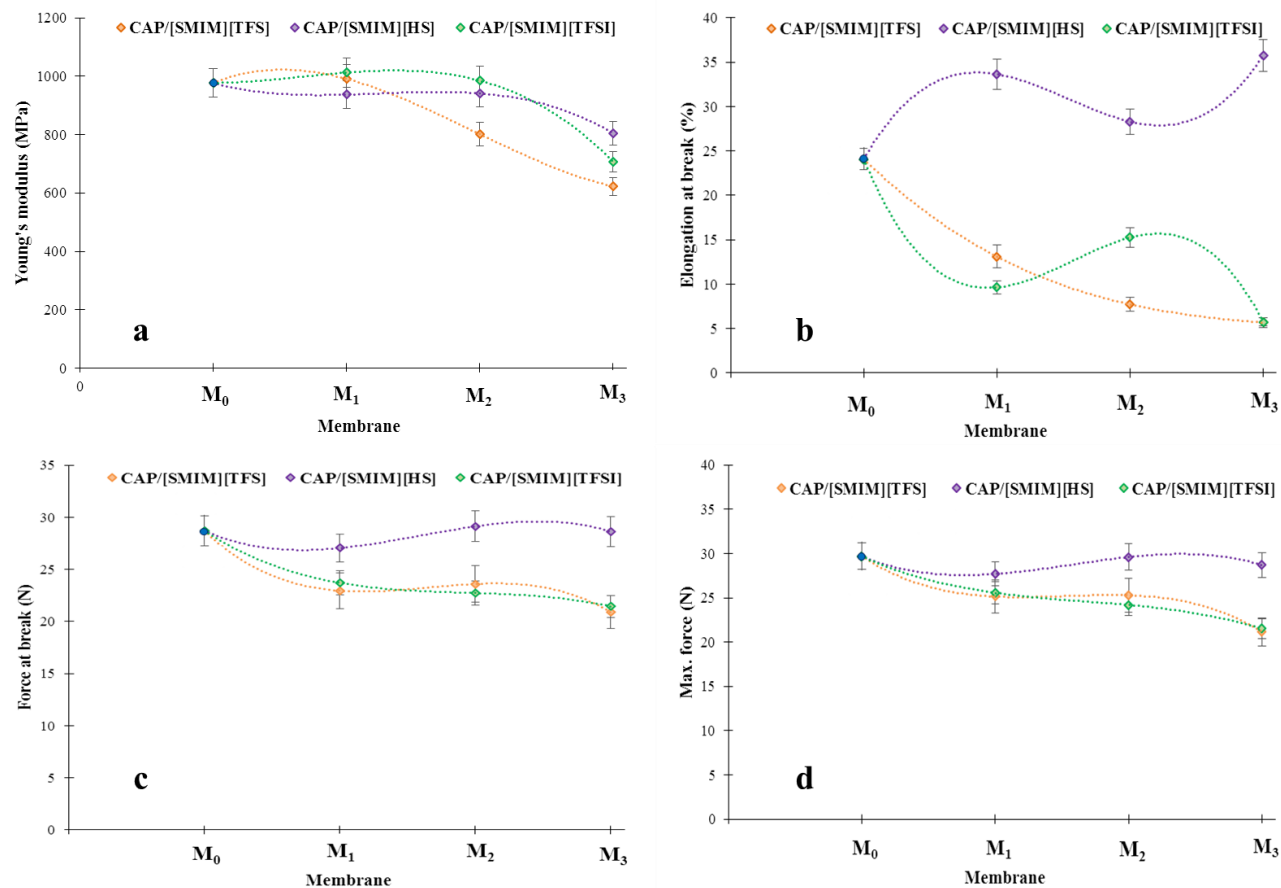 CAP/[SMIM][TFS] CAP/[SMIM][HS] CAP/[SMIM][TFSI]
1200
1000
800
600
400
200
0
Young's modulus (MPa)
a
0 M₀ M₁ M₂ M₃
Membrane
CAP/[SMIM][TFS] CAP/[SMIM][HS] CAP/[SMIM][TFSI]
40
35
30
25
20
15
10
5
0
Elongation at break (%)
b
M₀ M₁ M₂ M₃
Membrane
CAP/[SMIM][TFS] CAP/[SMIM][HS] CAP/[SMIM][TFSI]
35
30
25
20
15
10
5
0
Force at break (N)
c
M₀ M₁ M₂ M₃
Membrane
CAP/[SMIM][TFS] CAP/[SMIM][HS] CAP/[SMIM][TFSI]
40
35
30
25
20
15
10
5
0
Max. force (N)
d
M₀ M₁ M₂ M₃
Membrane